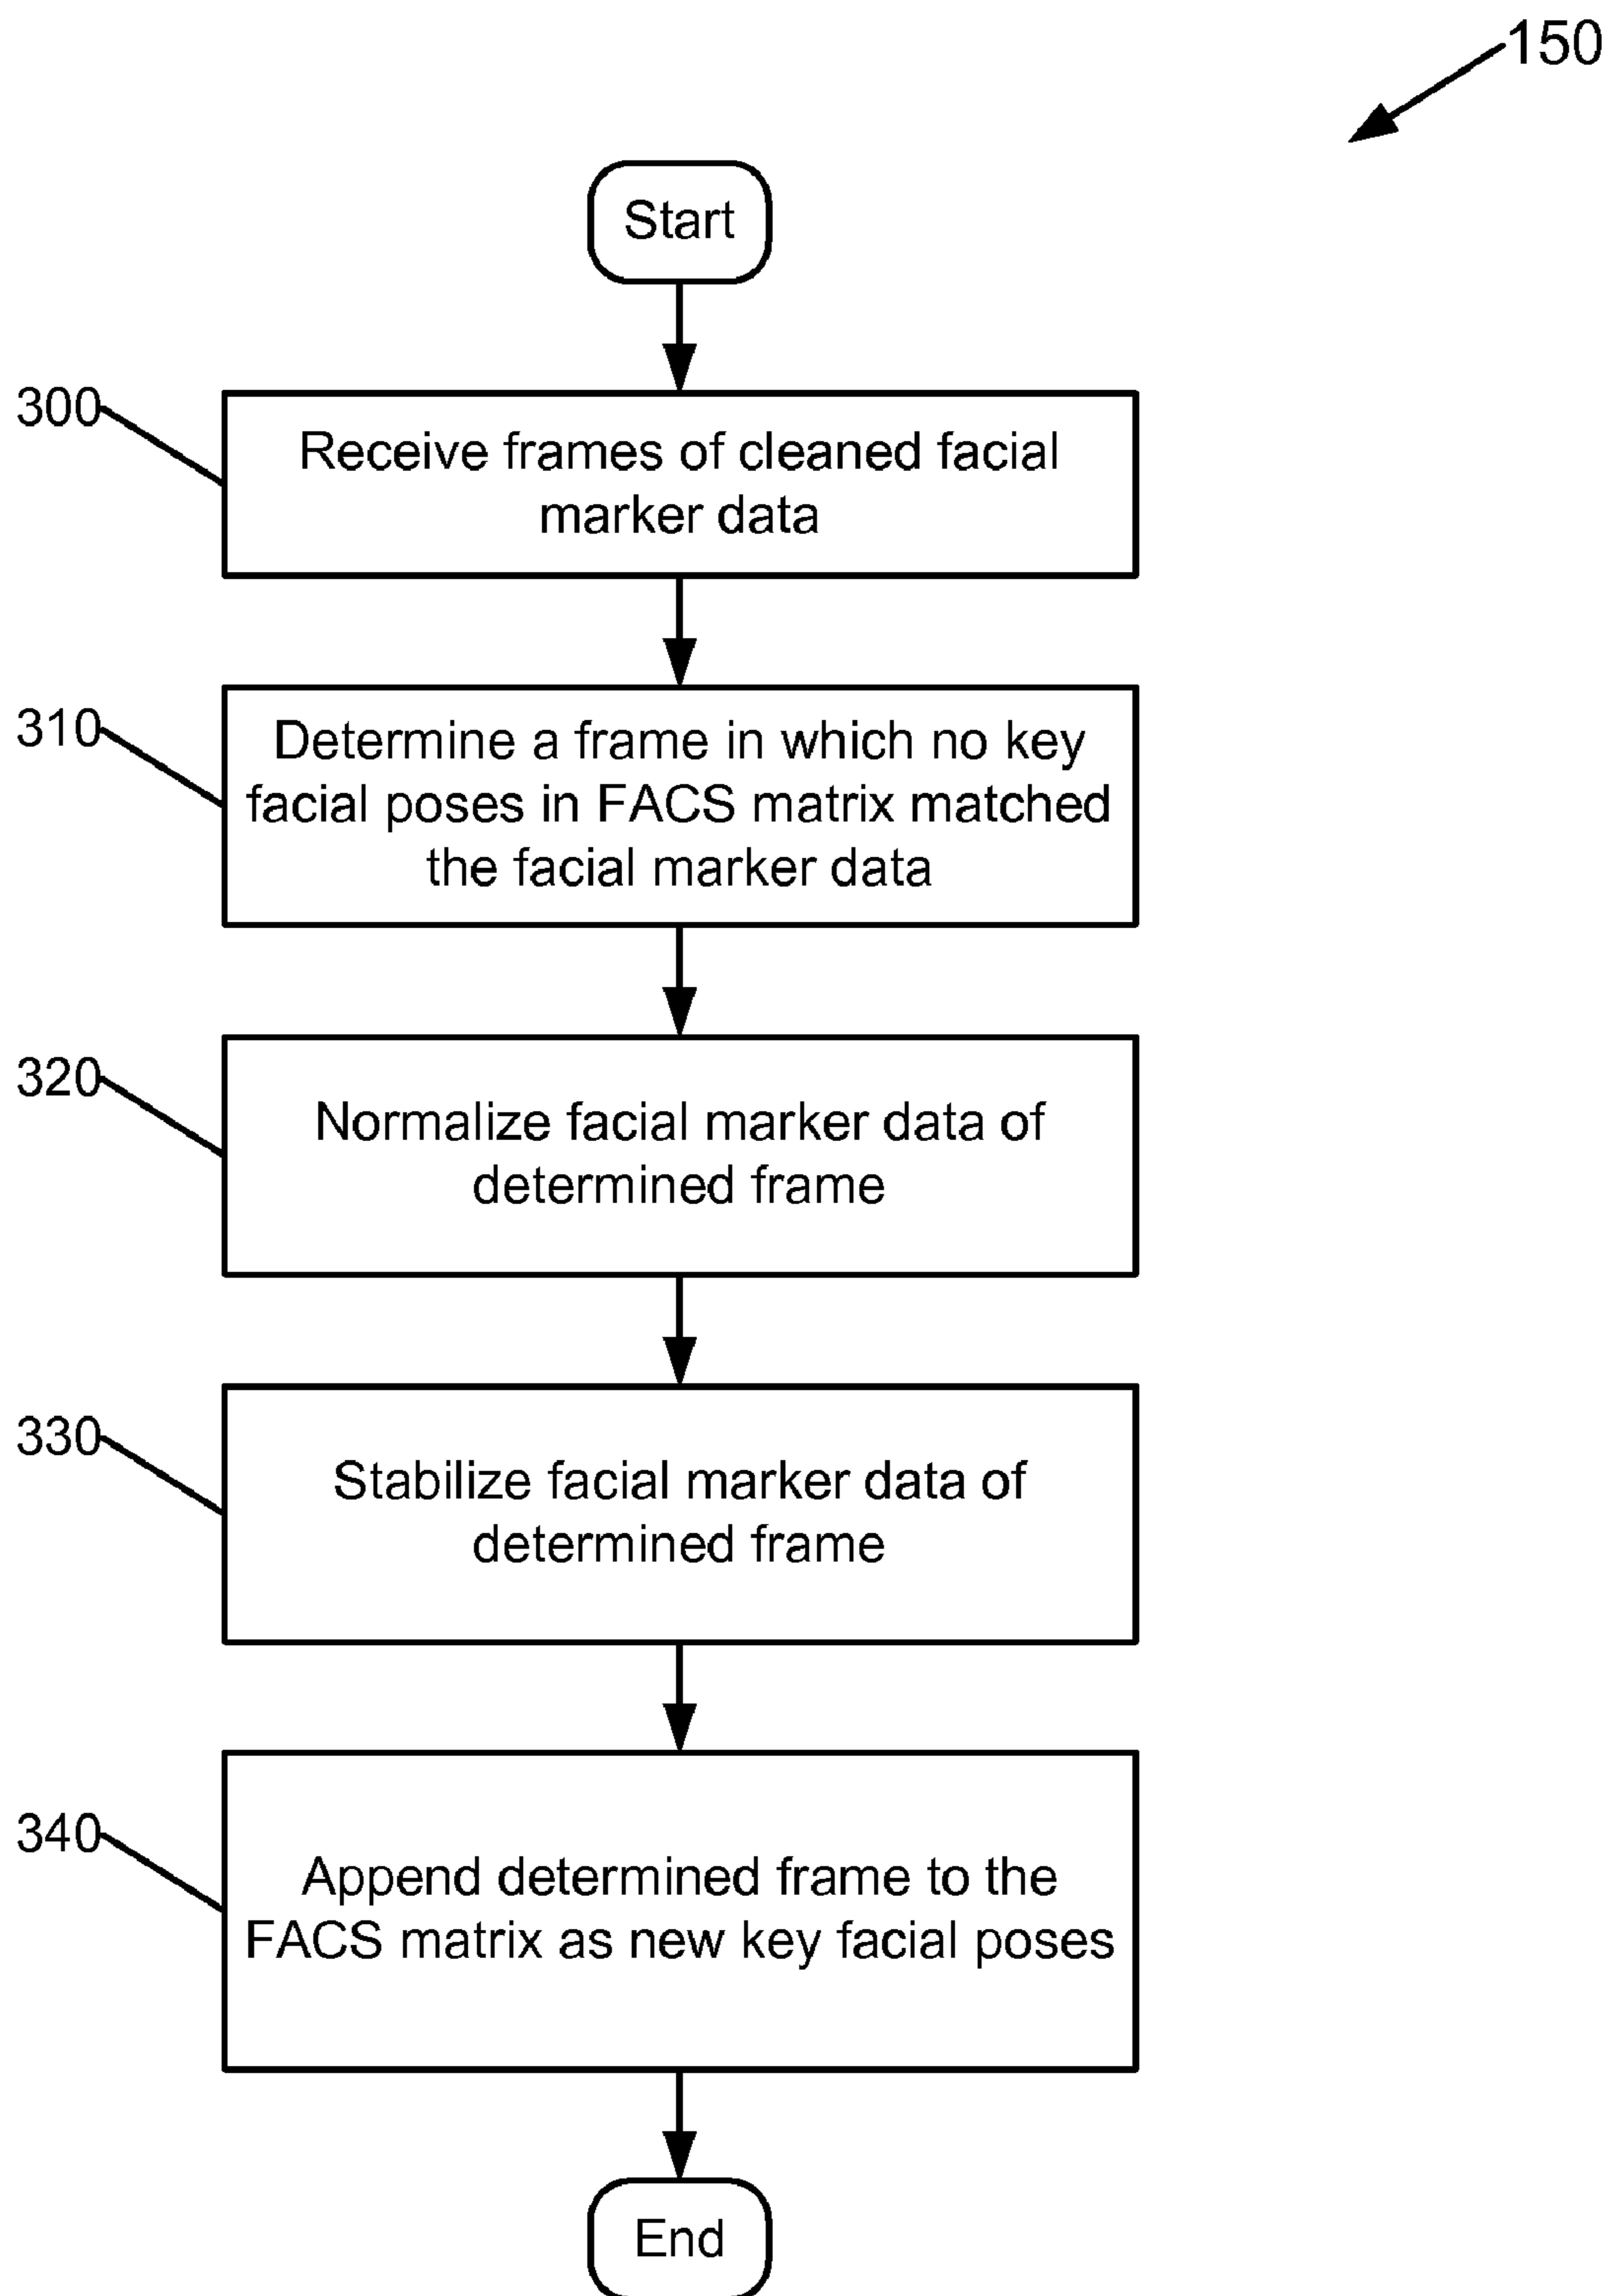 150
Start
300
Receive frames of cleaned facial
marker data
310
Determine a frame in which no key
facial poses in FACS matrix matched
the facial marker data
320
Normalize facial marker data of
determined frame
330
Stabilize facial marker data of
determined frame
340
Append determined frame to the
FACS matrix as new key facial poses
End